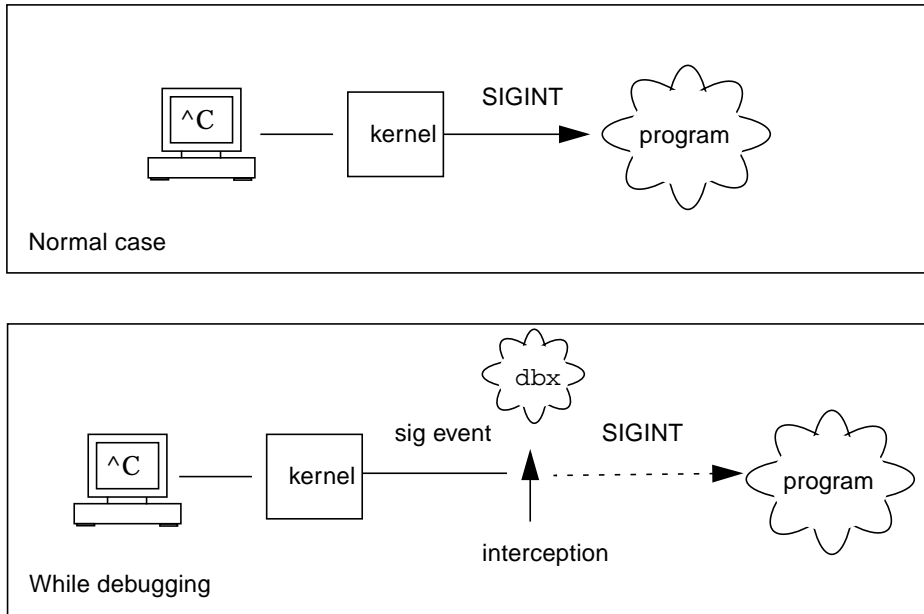 SIGINT
^C
kernel
program
Normal case
dbx
sig event
SIGINT
^C
kernel
program
interception
While debugging